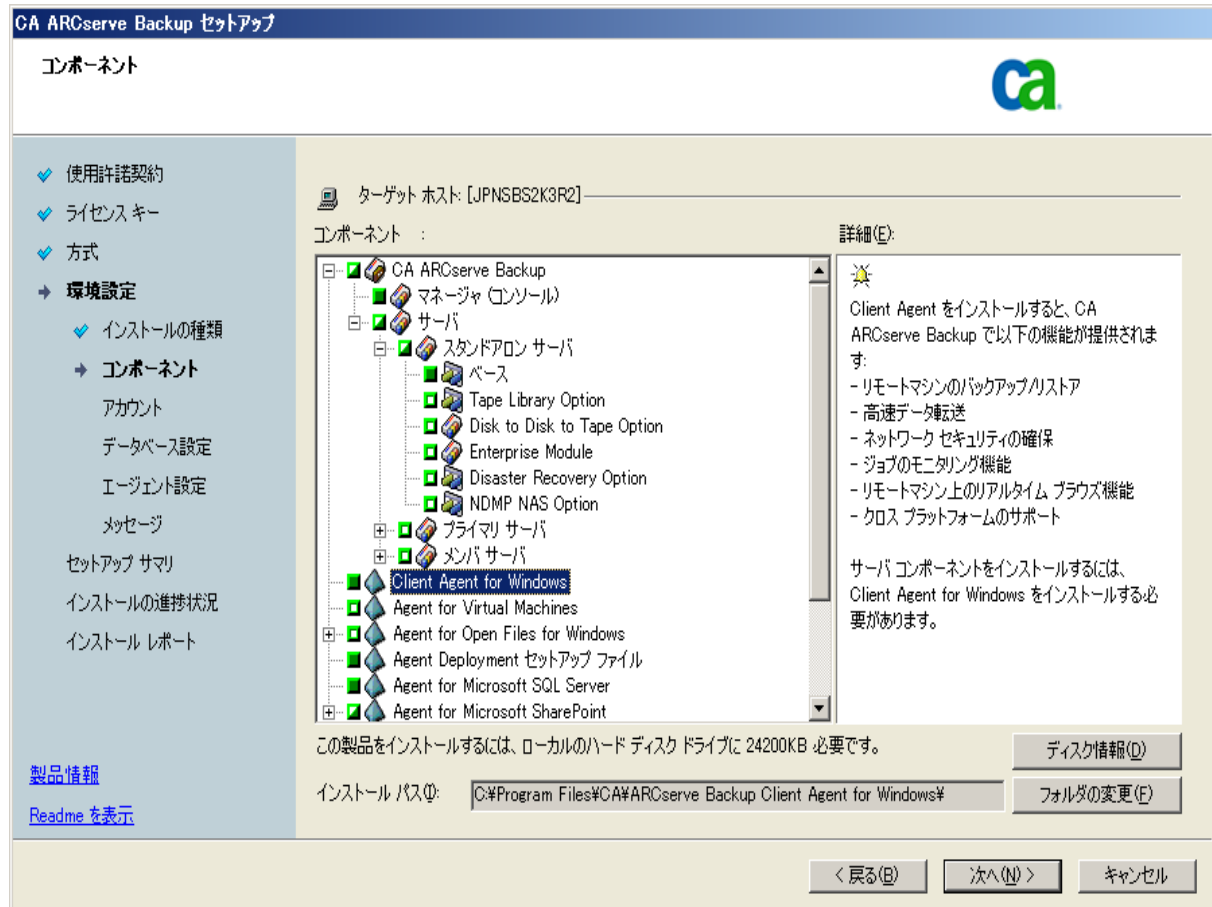 CA ARCserve Backup セットアップ
コンポーネント
ca
使用許諾契約
ライセンス キー
方式
環境設定
インストールの種類
コンポーネント
アカウント
データベース設定
エージェント設定
メッセージ
セットアップ サマリ
インストールの進捗状況
インストール レポート
製品情報
Readme を表示
ターゲット ホスト: [JPNSBS2K3R2]
コンポーネント :
CA ARCserve Backup
マネージャ (コンソール)
サーバ
スタンドアロン サーバ
ベース
Tape Library Option
Disk to Disk to Tape Option
Enterprise Module
Disaster Recovery Option
NDMP NAS Option
プライマリ サーバ
メンバ サーバ
Client Agent for Windows
Agent for Virtual Machines
Agent for Open Files for Windows
Agent Deployment セットアップ ファイル
Agent for Microsoft SQL Server
Agent for Microsoft SharePoint
詳細(E):
Client Agent をインストールすると、CA
ARCserve Backup で以下の機能が提供されま
す:
- リモートマシンのバックアップ/リストア
- 高速データ転送
- ネットワーク セキュリティの確保
- ジョブのモニタリング機能
- リモートマシン上のリアルタイム ブラウズ機能
- クロス プラットフォームのサポート
サーバ コンポーネントをインストールするには、
Client Agent for Windows をインストールする必
要があります。
この製品をインストールするには、ローカルのハード ディスク ドライブに 24200KB 必要です。
ディスク情報(D)
インストール パス(I):
C:¥Program Files¥CA¥ARCserve Backup Client Agent for Windows¥
フォルダの変更(F)
< 戻る(B)
次へ(N) >
キャンセル